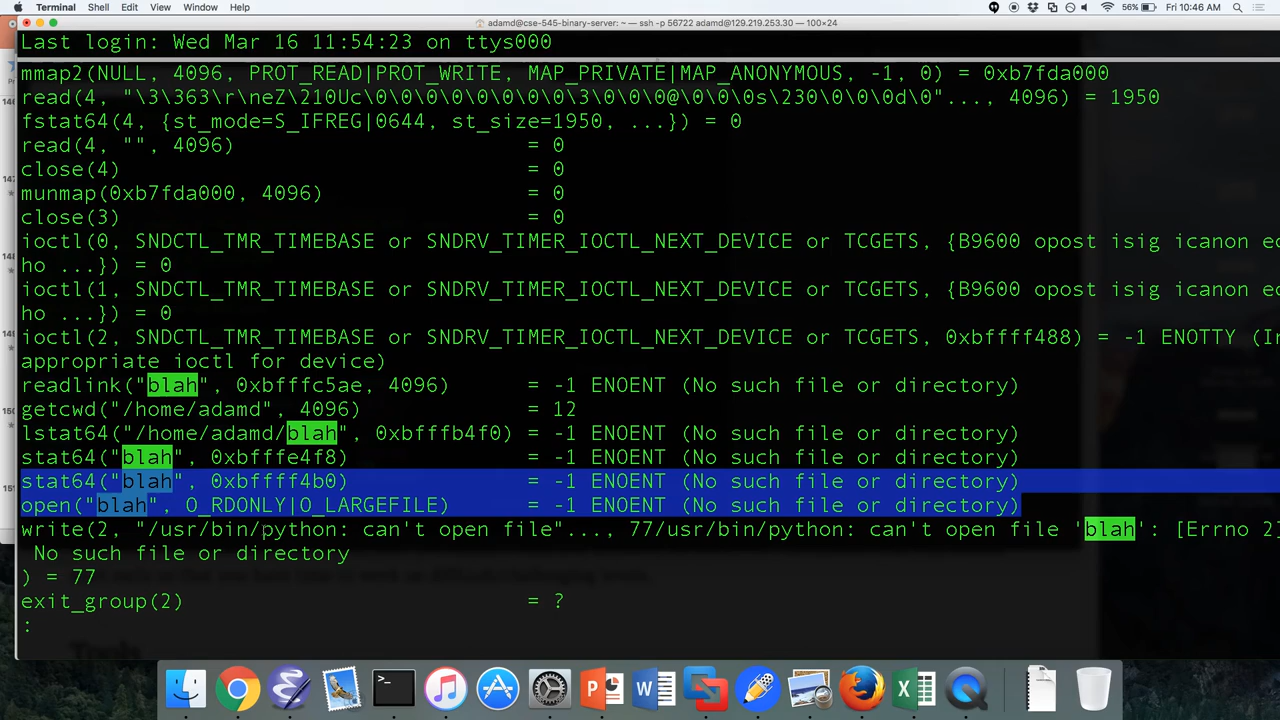 Terminal Shell Edit View Window Help 56% Fri 10:46 AM
adamd@cse-545-binary-server: ~ — ssh -p 56722 adamd@129.219.253.30 — 100×24
Last login: Wed Mar 16 11:54:23 on ttys000
mmap2(NULL, 4096, PROT_READ|PROT_WRITE, MAP_PRIVATE|MAP_ANONYMOUS, -1, 0) = 0xb7fda000
read(4, "\3\363\r\neZ\210Uc\0\0\0\0\0\0\0\0\3\0\0\0@\0\0\0s\230\0\0\0d\0"..., 4096) = 1950
fstat64(4, {st_mode=S_IFREG|0644, st_size=1950, ...}) = 0
read(4, "", 4096) = 0
close(4) = 0
munmap(0xb7fda000, 4096) = 0
close(3) = 0
ioctl(0, SNDCTL_TMR_TIMEBASE or SNDRV_TIMER_IOCTL_NEXT_DEVICE or TCGETS, {B9600 opost isig icanon ec
ho ...}) = 0
ioctl(1, SNDCTL_TMR_TIMEBASE or SNDRV_TIMER_IOCTL_NEXT_DEVICE or TCGETS, {B9600 opost isig icanon ec
ho ...}) = 0
ioctl(2, SNDCTL_TMR_TIMEBASE or SNDRV_TIMER_IOCTL_NEXT_DEVICE or TCGETS, 0xbffff488) = -1 ENOTTY (In
appropriate ioctl for device)
readlink("blah", 0xbfffc5ae, 4096) = -1 ENOENT (No such file or directory)
getcwd("/home/adamd", 4096) = 12
lstat64("/home/adamd/blah", 0xbfffb4f0) = -1 ENOENT (No such file or directory)
stat64("blah", 0xbfffe4f8) = -1 ENOENT (No such file or directory)
stat64("blah", 0xbffff4b0) = -1 ENOENT (No such file or directory)
open("blah", O_RDONLY|O_LARGEFILE) = -1 ENOENT (No such file or directory)
write(2, "/usr/bin/python: can't open file"..., 77/usr/bin/python: can't open file 'blah': [Errno 2]
No such file or directory
) = 77
exit_group(2) = ?
: